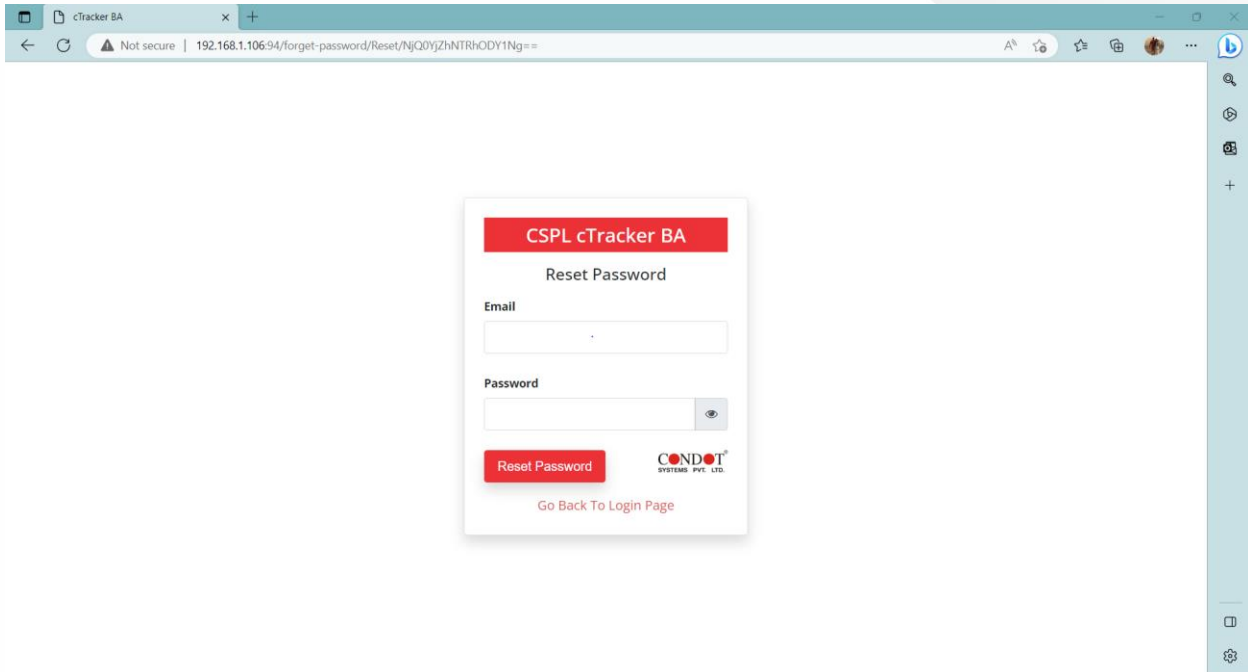 cTracker BA
Not secure | 192.168.1.106:94/forget-password/Reset/NjQ0YjZhNTRhODY1Ng==
CSPL cTracker BA
Reset Password
Email
Password
Reset Password
CONDOT®
SYSTEMS PVT. LTD.
Go Back To Login Page